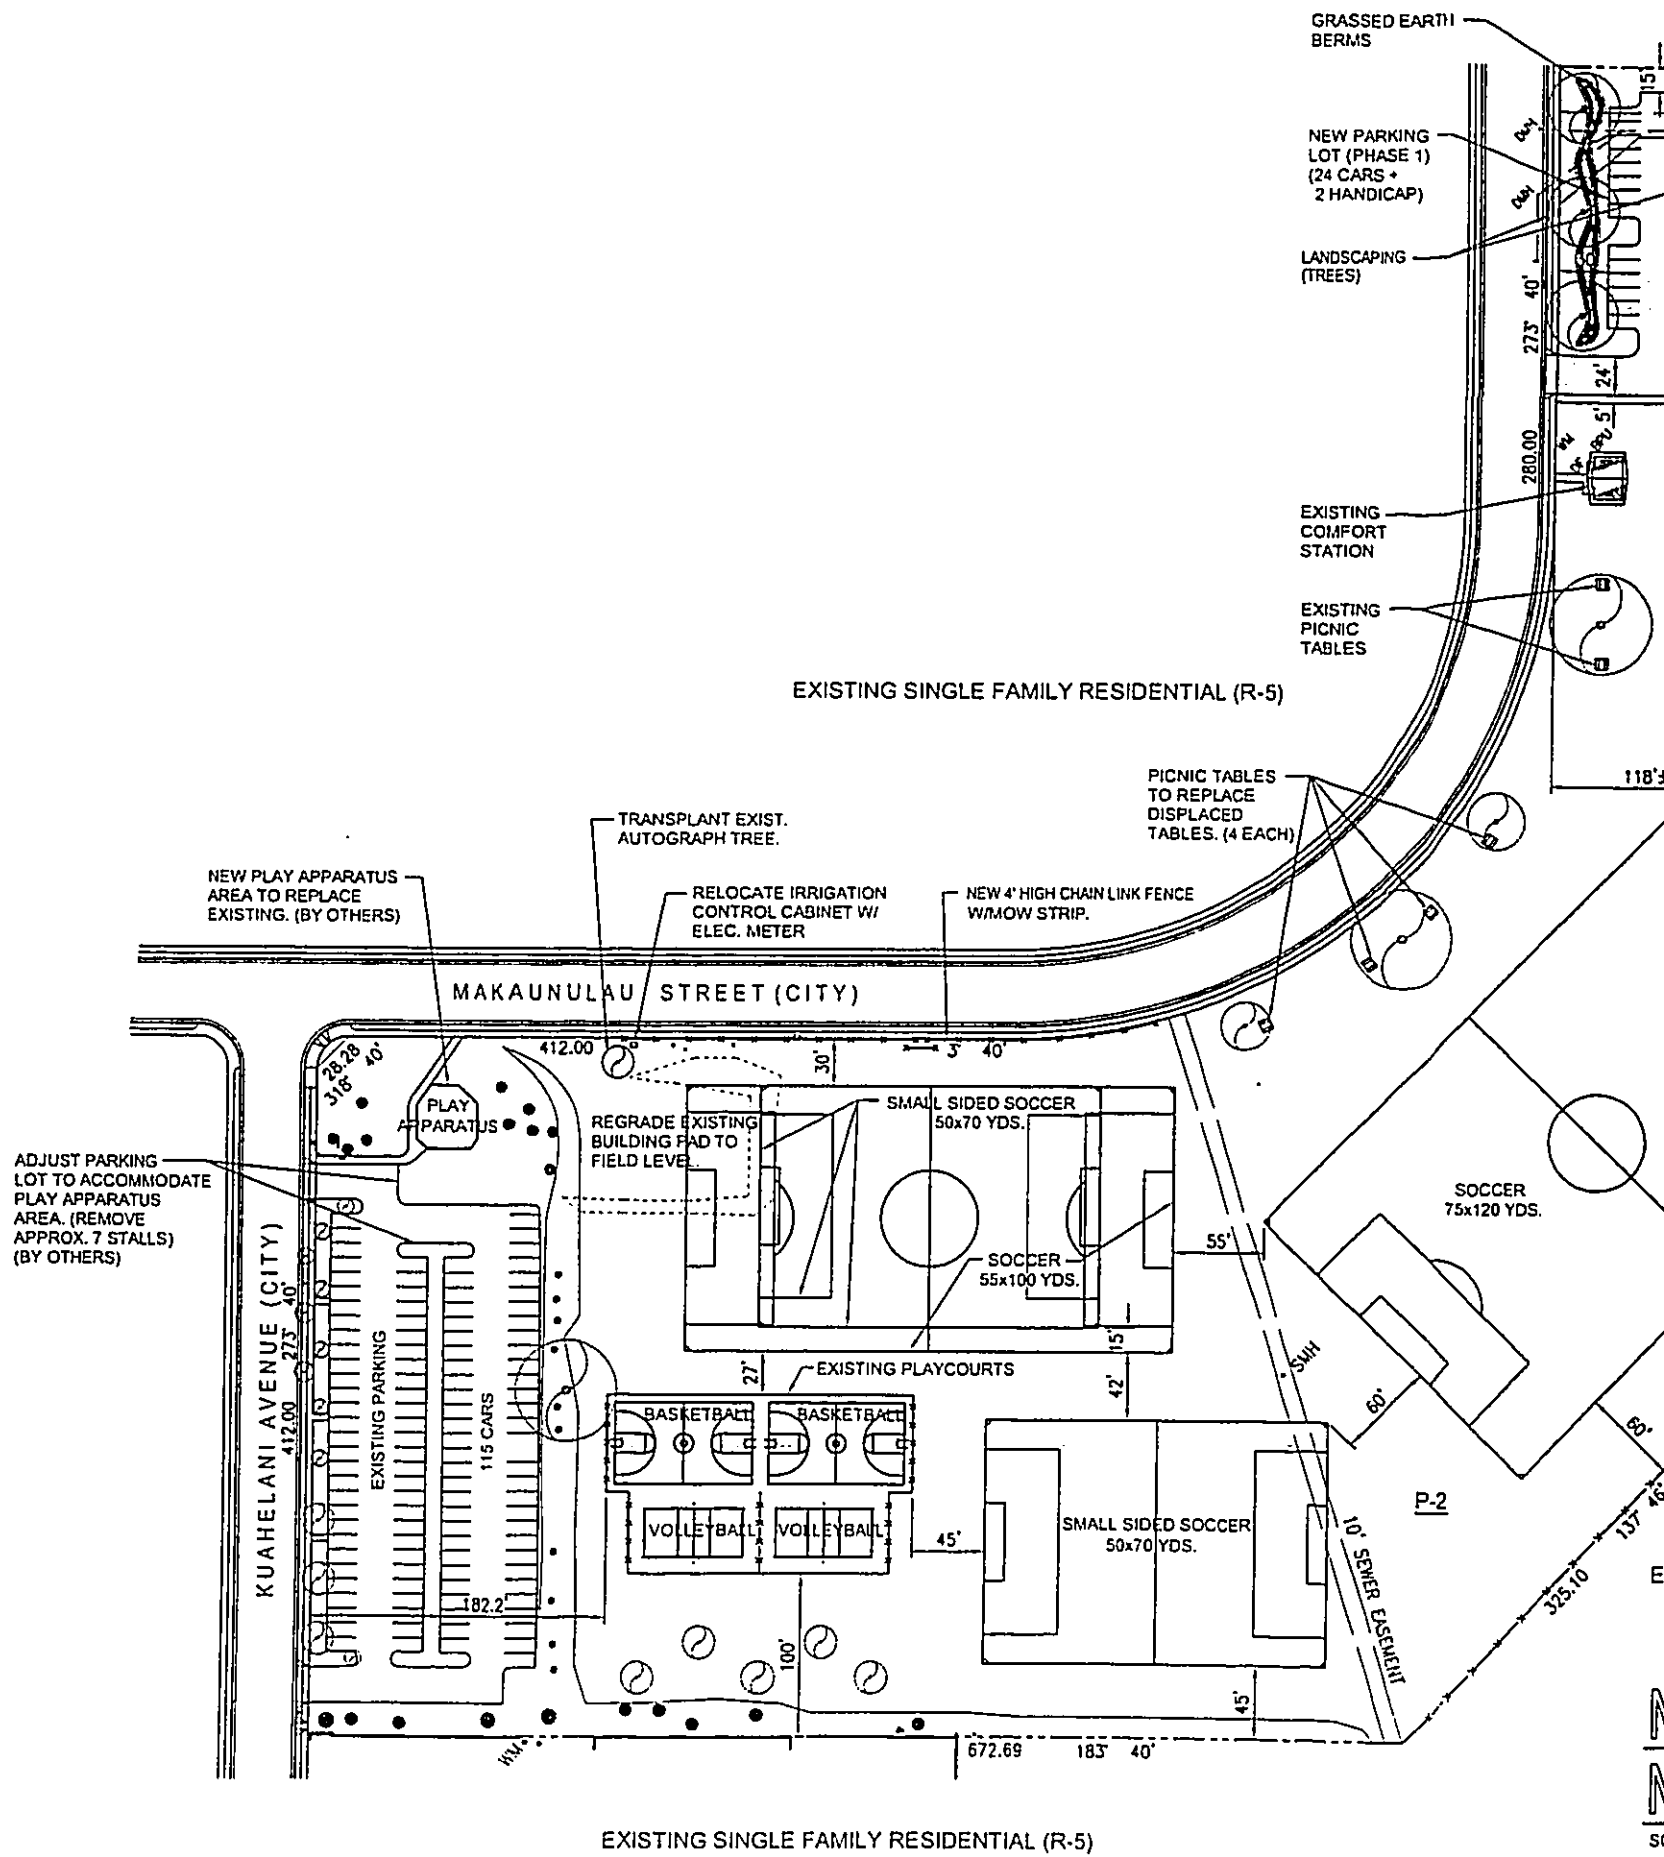 GRASSED EARTH
BERMS
15'
NEW PARKING
LOT (PHASE 1)
(24 CARS +
2 HANDICAP)
LANDSCAPING
(TREES)
273° 40'
24'
5'
280.00
EXISTING
COMFORT
STATION
EXISTING
PICNIC
TABLES
EXISTING SINGLE FAMILY RESIDENTIAL (R-5)
118'±
PICNIC TABLES
TO REPLACE
DISPLACED
TABLES. (4 EACH)
TRANSPLANT EXIST.
AUTOGRAPH TREE.
NEW PLAY APPARATUS
AREA TO REPLACE
EXISTING. (BY OTHERS)
RELOCATE IRRIGATION
CONTROL CABINET W/
ELEC. METER
NEW 4' HIGH CHAIN LINK FENCE
W/MOW STRIP.
MAKAUNULAU STREET (CITY)
412.00
3° 40'
28.28
318° 40'
30'
PLAY
APPARATUS
REGRADE EXISTING
BUILDING PAD TO
FIELD LEVEL.
SMALL SIDED SOCCER
50x70 YDS.
ADJUST PARKING
LOT TO ACCOMMODATE
PLAY APPARATUS
AREA. (REMOVE
APPROX. 7 STALLS)
(BY OTHERS)
SOCCER
75x120 YDS.
55'
SOCCER
55x100 YDS.
KUAHELANI AVENUE (CITY)
412.00 273° 40'
EXISTING PARKING
115 CARS
15'
27'
EXISTING PLAYCOURTS
42'
SMH
60'
60'
BASKETBALL
BASKETBALL
VOLLEYBALL
VOLLEYBALL
45'
SMALL SIDED SOCCER
50x70 YDS.
P-2
137° 46'
325.10
E
10' SEWER EASEMENT
182.2'
100'
45'
WM
672.69 183° 40'
N
N
SC
EXISTING SINGLE FAMILY RESIDENTIAL (R-5)